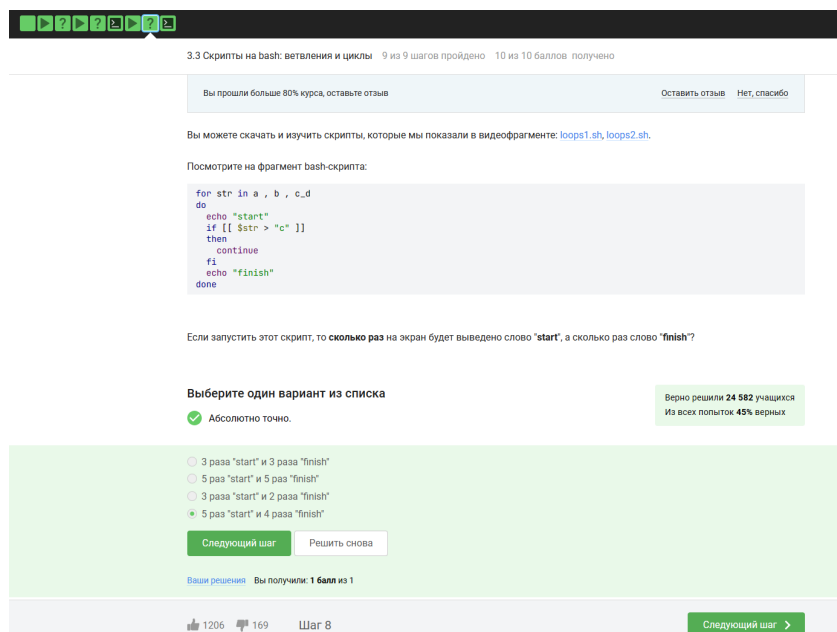 3.3 Скрипты на bash: ветвления и циклы 9 из 9 шагов пройдено 10 из 10 баллов получено
Вы прошли больше 80% курса, оставьте отзыв Оставить отзыв Нет, спасибо
Вы можете скачать и изучить скрипты, которые мы показали в видеофрагменте: loops1.sh, loops2.sh.
Посмотрите на фрагмент bash-скрипта:
for str in a , b , c_d
do
echo "start"
if [[ $str > "c" ]]
then
continue
fi
echo "finish"
done
Если запустить этот скрипт, то сколько раз на экран будет выведено слово "start", а сколько раз слово "finish"?
Выберите один вариант из списка
Абсолютно точно.
Верно решили 24 582 учащихся
Из всех попыток 45% верных
3 раза "start" и 3 раза "finish"
5 раз "start" и 5 раз "finish"
3 раза "start" и 2 раза "finish"
5 раз "start" и 4 раза "finish"
Следующий шаг Решить снова
Ваши решения Вы получили: 1 балл из 1
1206 169 Шаг 8 Следующий шаг